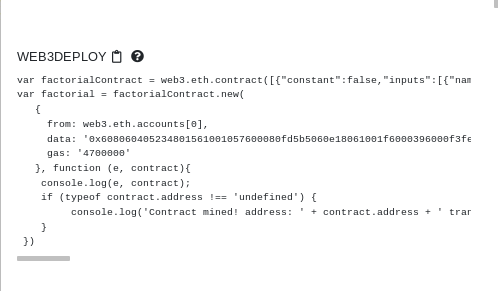 WEB3DEPLOY
var factorialContract = web3.eth.contract([{"constant":false,"inputs":[{"nam
var factorial = factorialContract.new(
{
from: web3.eth.accounts[0],
data: '0x608060405234801561001057600080fd5b5060e18061001f6000396000f3fe
gas: '4700000'
}, function (e, contract){
console.log(e, contract);
if (typeof contract.address !== 'undefined') {
console.log('Contract mined! address: ' + contract.address + ' tran
}
})